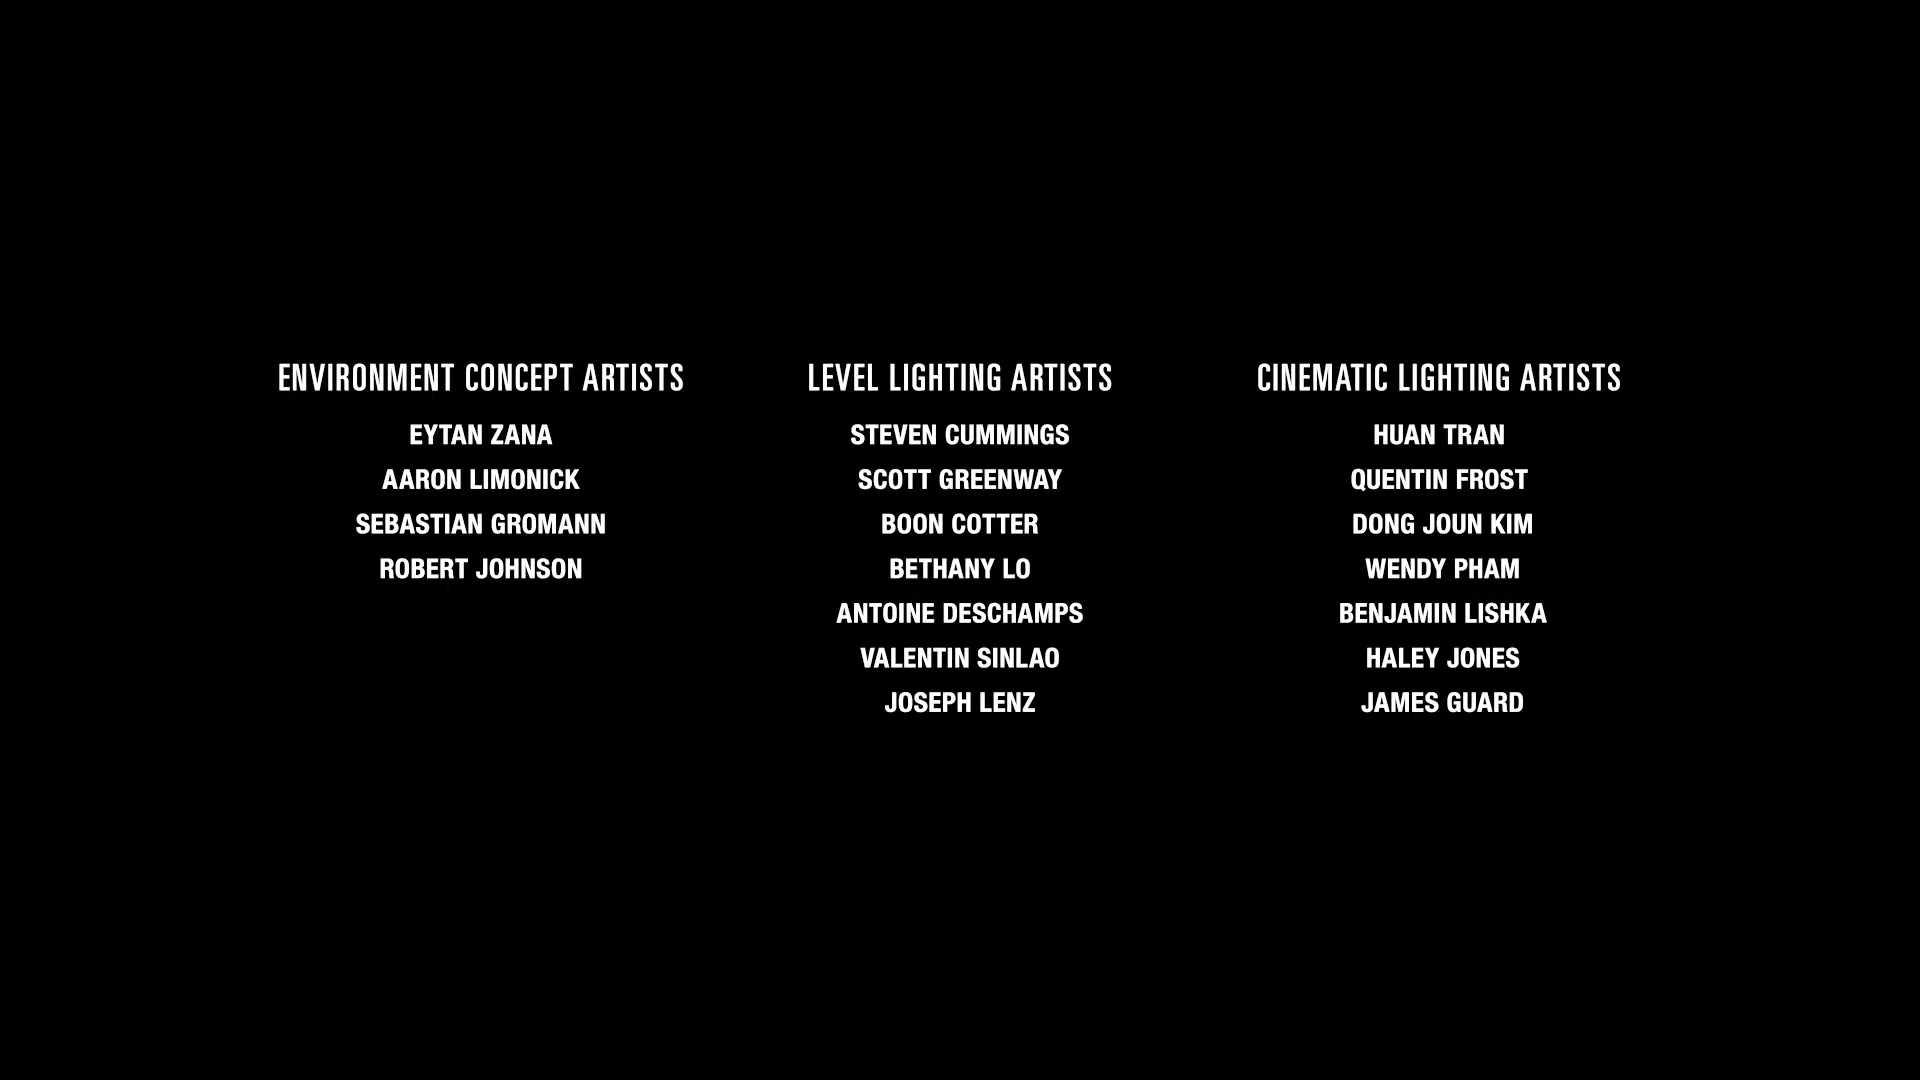 ENVIRONMENT CONCEPT ARTISTS
EYTAN ZANA
AARON LIMONICK
SEBASTIAN GROMANN
ROBERT JOHNSON
LEVEL LIGHTING ARTISTS
STEVEN CUMMINGS
SCOTT GREENWAY
BOON COTTER
BETHANY LO
ANTOINE DESCHAMPS
VALENTIN SINLAO
JOSEPH LENZ
CINEMATIC LIGHTING ARTISTS
HUAN TRAN
QUENTIN FROST
DONG JOUN KIM
WENDY PHAM
BENJAMIN LISHKA
HALEY JONES
JAMES GUARD